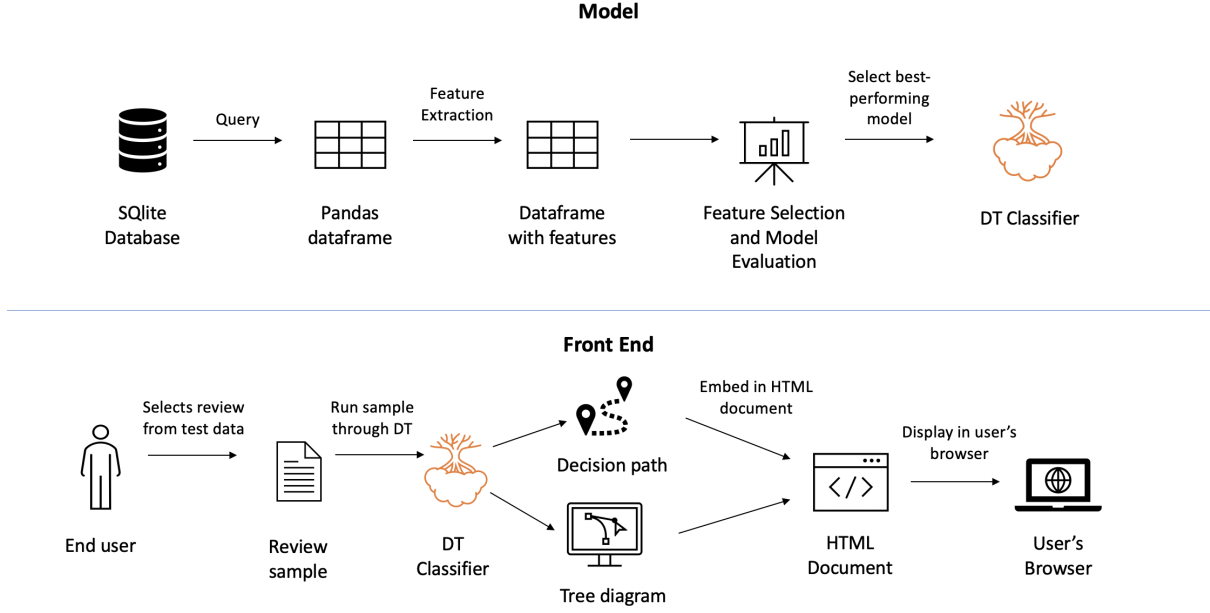 Model
Query
Feature
Extraction
Select best-
performing
model
SQlite
Database
Pandas
dataframe
Dataframe
with features
Feature Selection
and Model
Evaluation
DT Classifier
Front End
Selects review
from test data
Run sample
through DT
Embed in HTML
document
Display in user’s
browser
End user
Review
sample
DT
Classifier
Decision path
Tree diagram
</>
HTML
Document
User’s
Browser